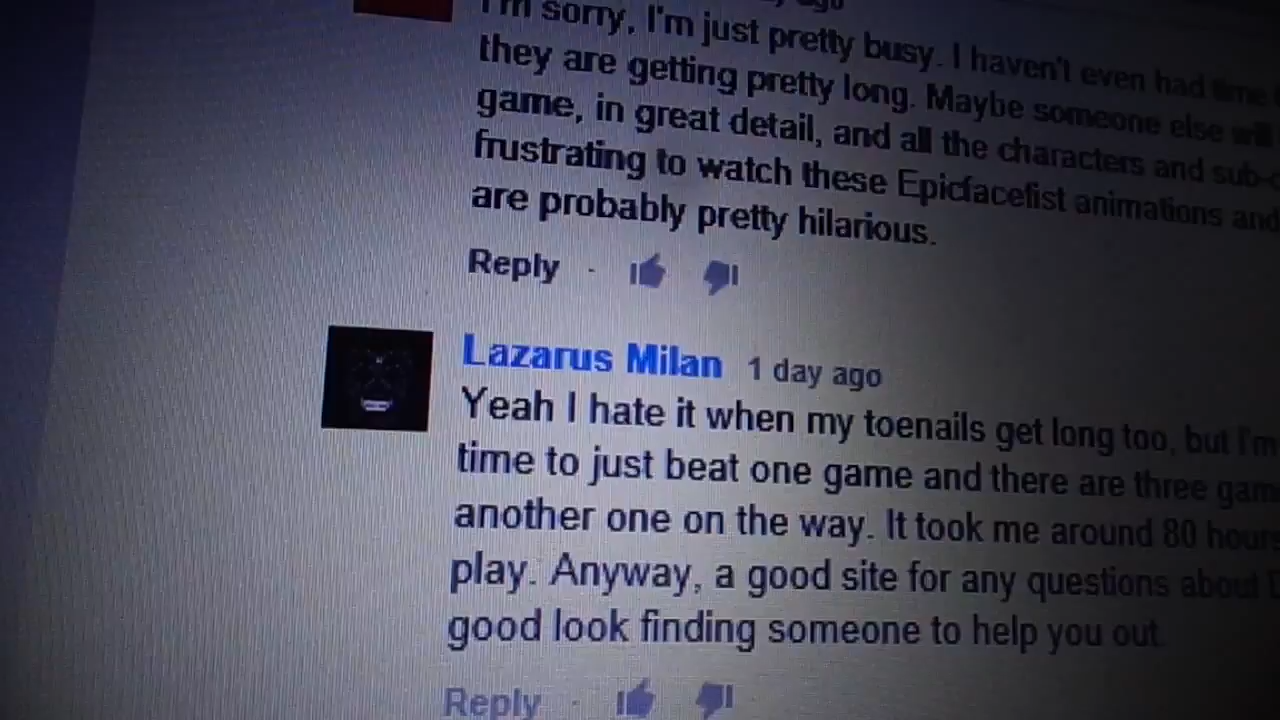 ago
I'm sorry, I'm just pretty busy. I haven't even had time
they are getting pretty long. Maybe someone else will
game, in great detail, and all the characters and sub-
frustrating to watch these Epicfacefist animations and
are probably pretty hilarious.
Reply
Lazarus Milan 1 day ago
Yeah I hate it when my toenails get long too, but I'm
time to just beat one game and there are three gam
another one on the way. It took me around 80 hours
play. Anyway, a good site for any questions about
good look finding someone to help you out.
Reply